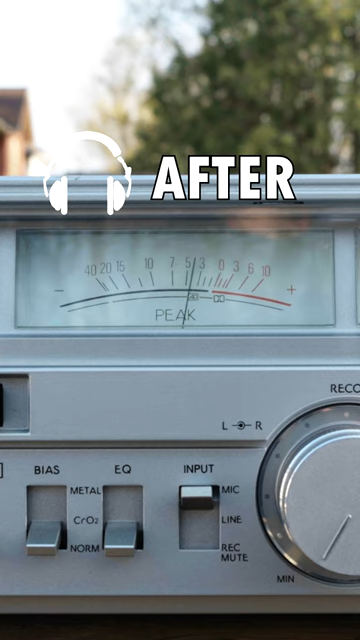 AFTER
− 40 20 15 10 7 5 3 0 3 6 10 +
PEAK
RECO
L R
BIAS EQ INPUT
METAL MIC
CrO₂ LINE
NORM REC
MUTE
MIN